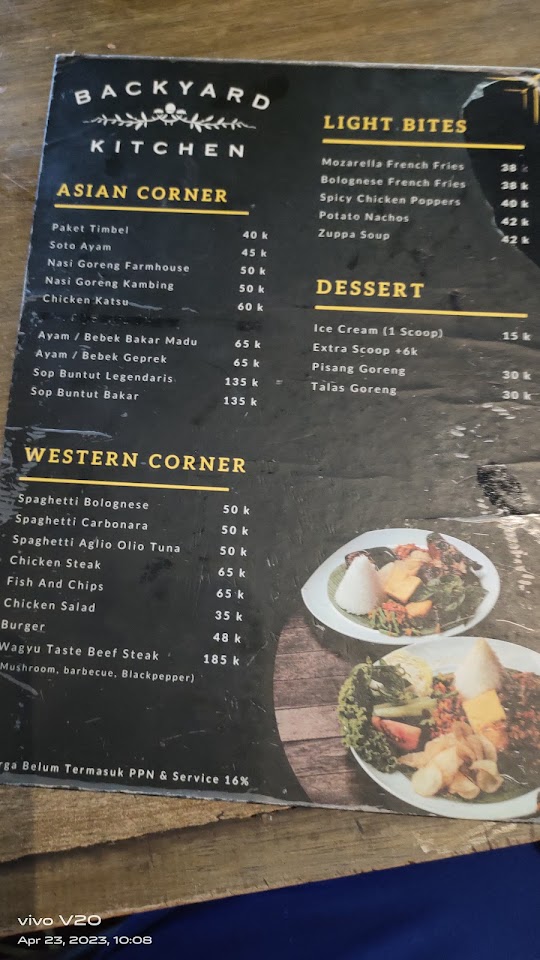 BACKYARD
KITCHEN
ASIAN CORNER
Paket Timbel 40 k
Soto Ayam 45 k
Nasi Goreng Farmhouse 50 k
Nasi Goreng Kambing 50 k
Chicken Katsu 60 k
Ayam / Bebek Bakar Madu 65 k
Ayam / Bebek Geprek 65 k
Sop Buntut Legendaris 135 k
Sop Buntut Bakar 135 k
WESTERN CORNER
Spaghetti Bolognese 50 k
Spaghetti Carbonara 50 k
Spaghetti Aglio Olio Tuna 50 k
Chicken Steak 65 k
Fish And Chips 65 k
Chicken Salad 35 k
Burger 48 k
Wagyu Taste Beef Steak 185 k
Mushroom, barbecue, Blackpepper)
rga Belum Termasuk PPN & Service 16%
LIGHT BITES
Mozarella French Fries 38 k
Bolognese French Fries 38 k
Spicy Chicken Poppers 40 k
Potato Nachos 42 k
Zuppa Soup 42 k
DESSERT
Ice Cream (1 Scoop) 15 k
Extra Scoop +6k
Pisang Goreng 30 k
Talas Goreng 30 k
vivo V20
Apr 23, 2023, 10:08